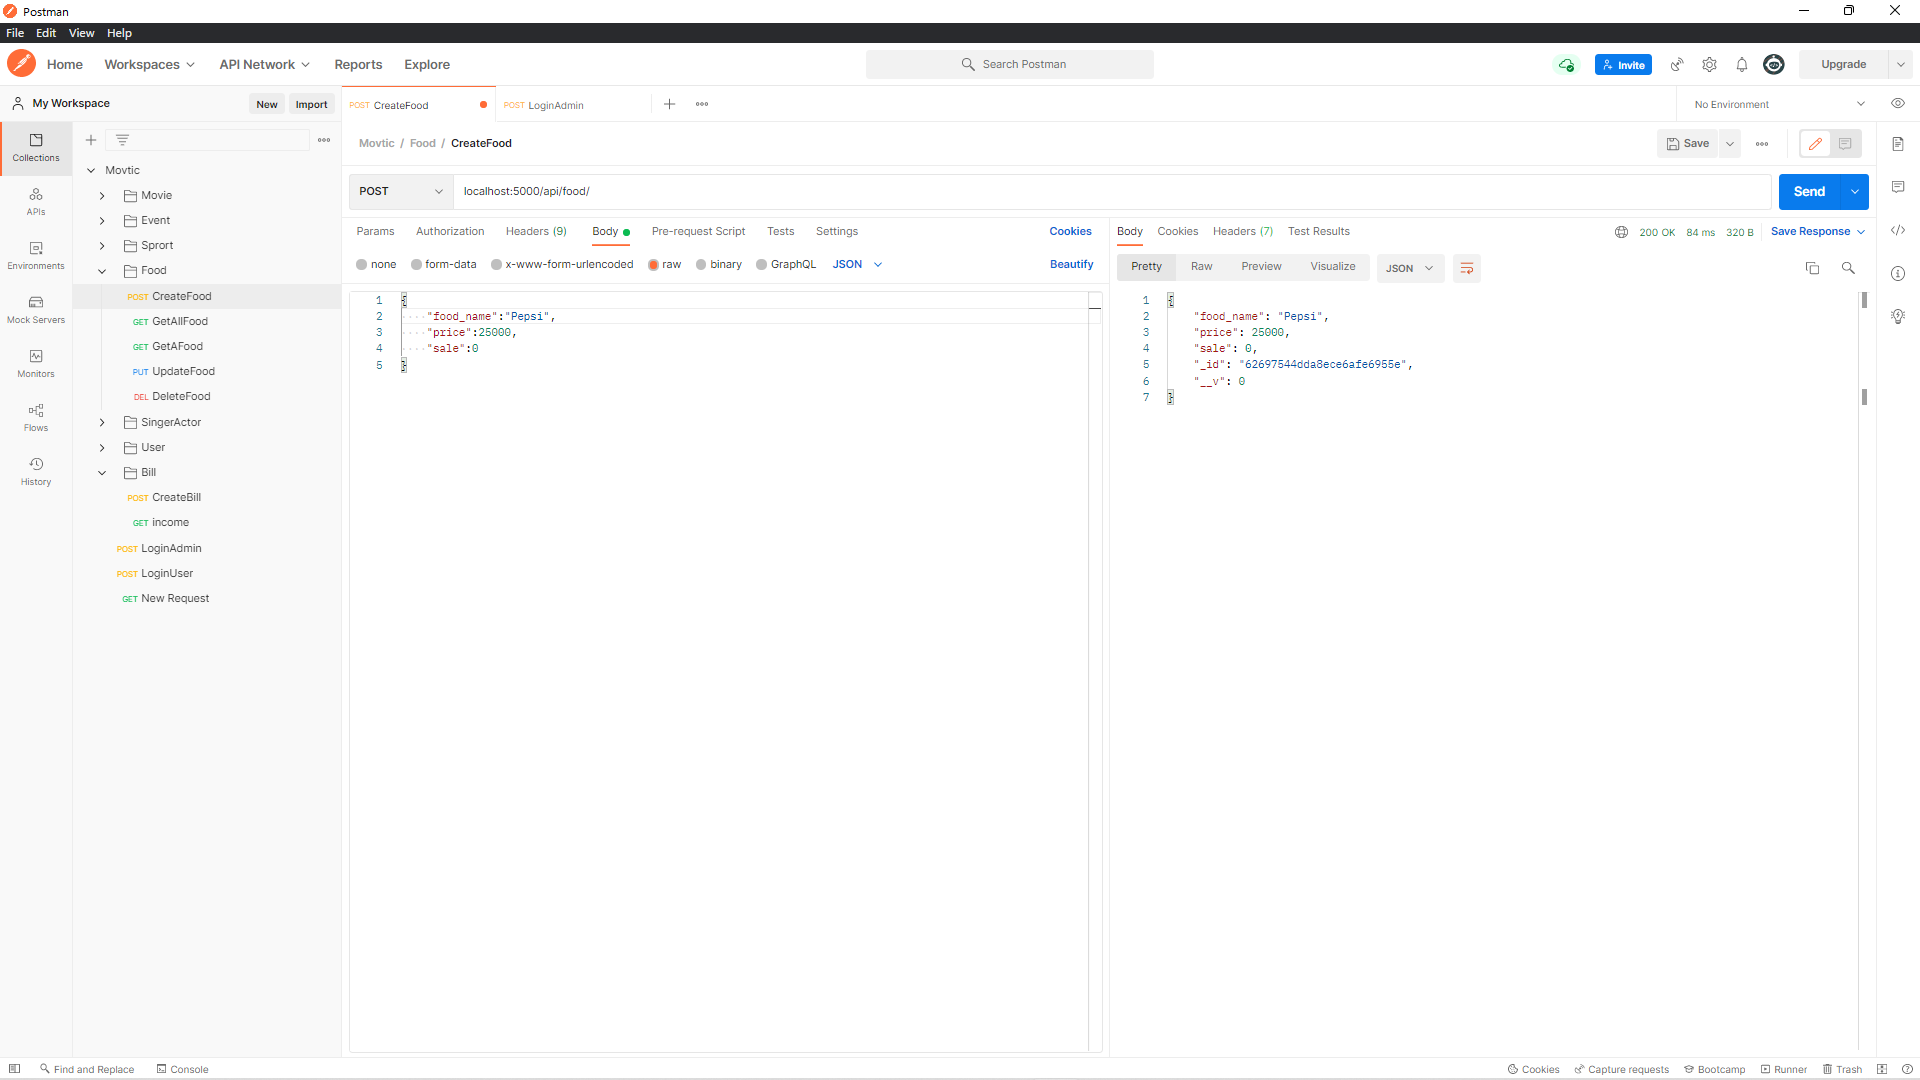 Postman
File Edit View Help
Home Workspaces API Network Reports Explore Search Postman Invite Upgrade
My Workspace New Import POST CreateFood POST LoginAdmin No Environment
Collections
APIs
Environments
Mock Servers
Monitors
Flows
History
Movtic
Movie
Event
Sprort
Food
POST CreateFood
GET GetAllFood
GET GetAFood
PUT UpdateFood
DEL DeleteFood
SingerActor
User
Bill
POST CreateBill
GET income
POST LoginAdmin
POST LoginUser
GET New Request
Movtic / Food / CreateFood Save
POST localhost:5000/api/food/ Send
Params Authorization Headers (9) Body Pre-request Script Tests Settings Cookies
none form-data x-www-form-urlencoded raw binary GraphQL JSON Beautify
1 {
2 "food_name":"Pepsi",
3 "price":25000,
4 "sale":0
5 }
Body Cookies Headers (7) Test Results 200 OK 84 ms 320 B Save Response
Pretty Raw Preview Visualize JSON
1 {
2 "food_name": "Pepsi",
3 "price": 25000,
4 "sale": 0,
5 "_id": "62697544dda8ece6afe6955e",
6 "__v": 0
7 }
Find and Replace Console Cookies Capture requests Bootcamp Runner Trash